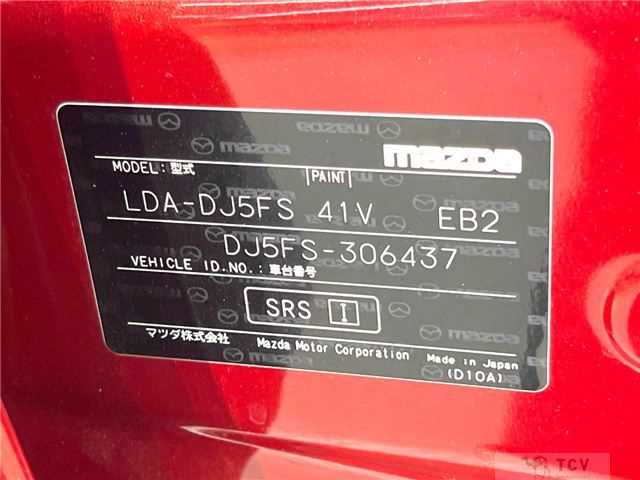 mazda
MODEL:型式 PAINT
LDA-DJ5FS 41V EB2
DJ5FS-306437
VEHICLE ID.NO.:車台番号
SRS I
マツダ株式会社 Mazda Motor Corporation Made in Japan
(D10A)
TCV